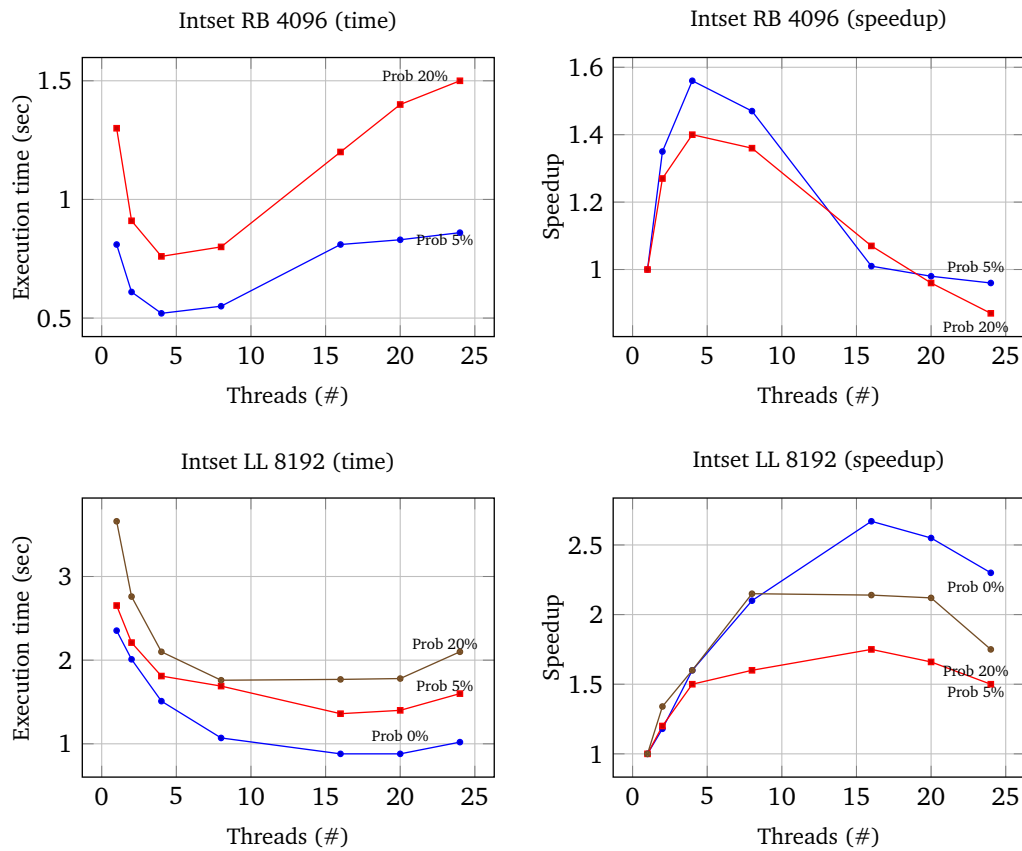 Intset RB 4096 (time)
Execution time (sec)
1.5
1
0.5
Prob 20%
Prob 5%
0 5 10 15 20 25
Threads (#)
Intset RB 4096 (speedup)
Speedup
1.6
1.4
1.2
1
Prob 5%
Prob 20%
0 5 10 15 20 25
Threads (#)
Intset LL 8192 (time)
Execution time (sec)
3
2
1
Prob 20%
Prob 5%
Prob 0%
0 5 10 15 20 25
Threads (#)
Intset LL 8192 (speedup)
Speedup
2.5
2
1.5
1
Prob 0%
Prob 20%
Prob 5%
0 5 10 15 20 25
Threads (#)